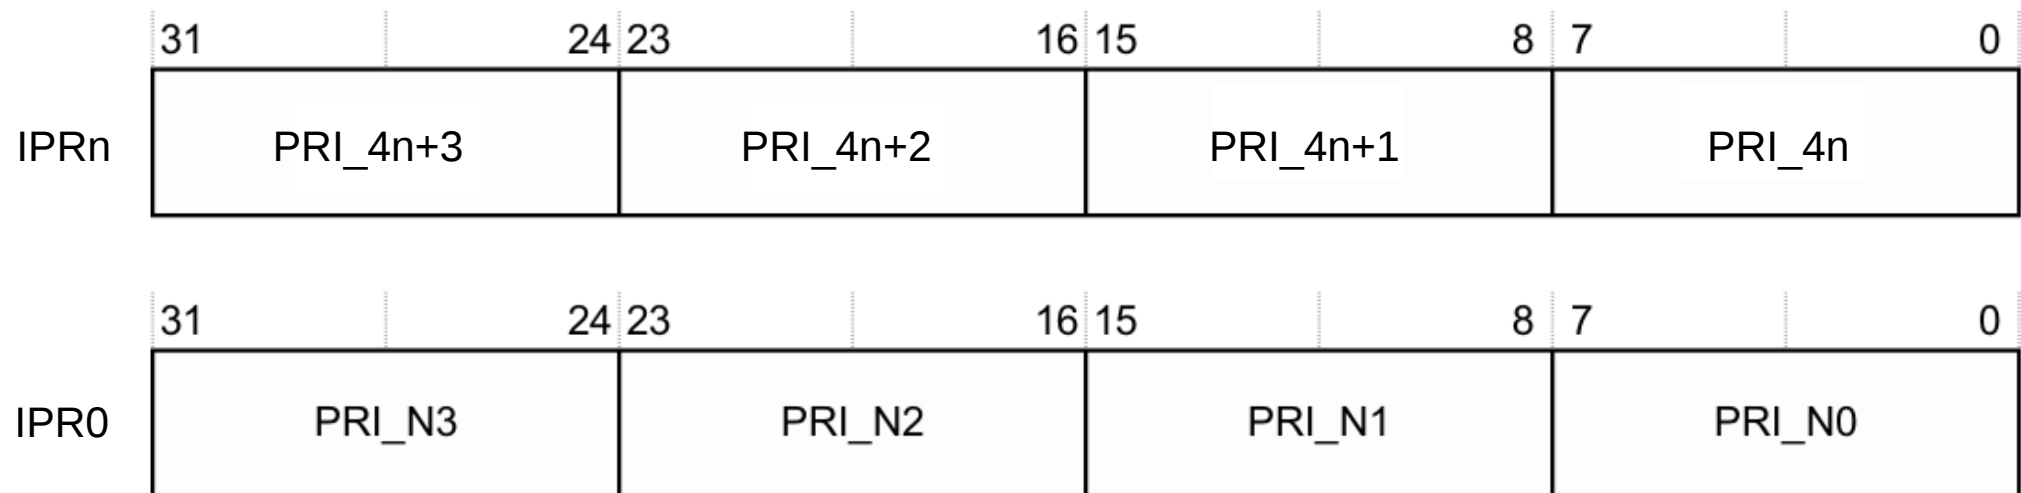 31 24 23 16 15 8 7 0
IPRn PRI_4n+3 PRI_4n+2 PRI_4n+1 PRI_4n
31 24 23 16 15 8 7 0
IPR0 PRI_N3 PRI_N2 PRI_N1 PRI_N0